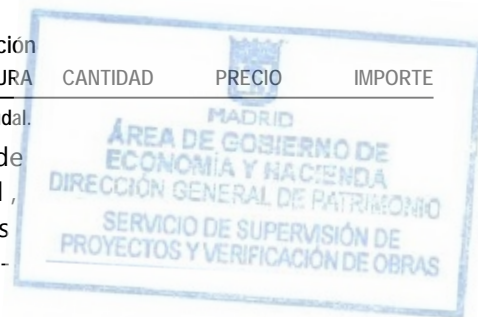 ción
URA CANTIDAD PRECIO IMPORTE
dal.
de
,
s
-
MADRID
ÁREA DE GOBIERNO DE
ECONOMÍA Y HACIENDA
DIRECCIÓN GENERAL DE PATRIMONIO
SERVICIO DE SUPERVISIÓN DE
PROYECTOS Y VERIFICACIÓN DE OBRAS